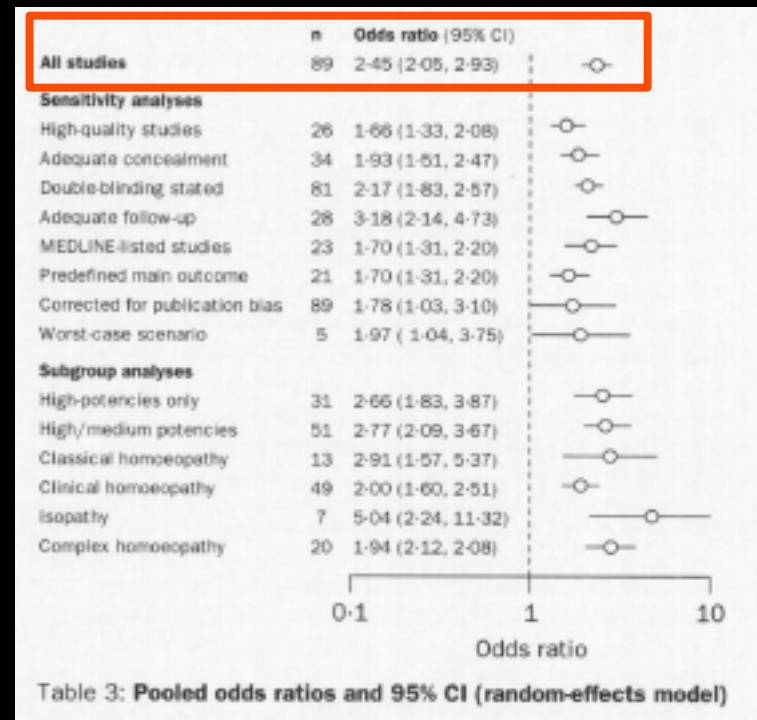 n Odds ratio (95% CI)
All studies 89 2·45 (2·05, 2·93)
Sensitivity analyses
High-quality studies 26 1·66 (1·33, 2·08)
Adequate concealment 34 1·93 (1·51, 2·47)
Double-blinding stated 81 2·17 (1·83, 2·57)
Adequate follow-up 28 3·18 (2·14, 4·73)
MEDLINE-listed studies 23 1·70 (1·31, 2·20)
Predefined main outcome 21 1·70 (1·31, 2·20)
Corrected for publication bias 89 1·78 (1·03, 3·10)
Worst-case scenario 5 1·97 ( 1·04, 3·75)
Subgroup analyses
High-potencies only 31 2·66 (1·83, 3·87)
High/medium potencies 51 2·77 (2·09, 3·67)
Classical homoeopathy 13 2·91 (1·57, 5·37)
Clinical homoeopathy 49 2·00 (1·60, 2·51)
Isopathy 7 5·04 (2·24, 11·32)
Complex homoeopathy 20 1·94 (2·12, 2·08)
0·1 1 10
Odds ratio
Table 3: Pooled odds ratios and 95% CI (random-effects model)